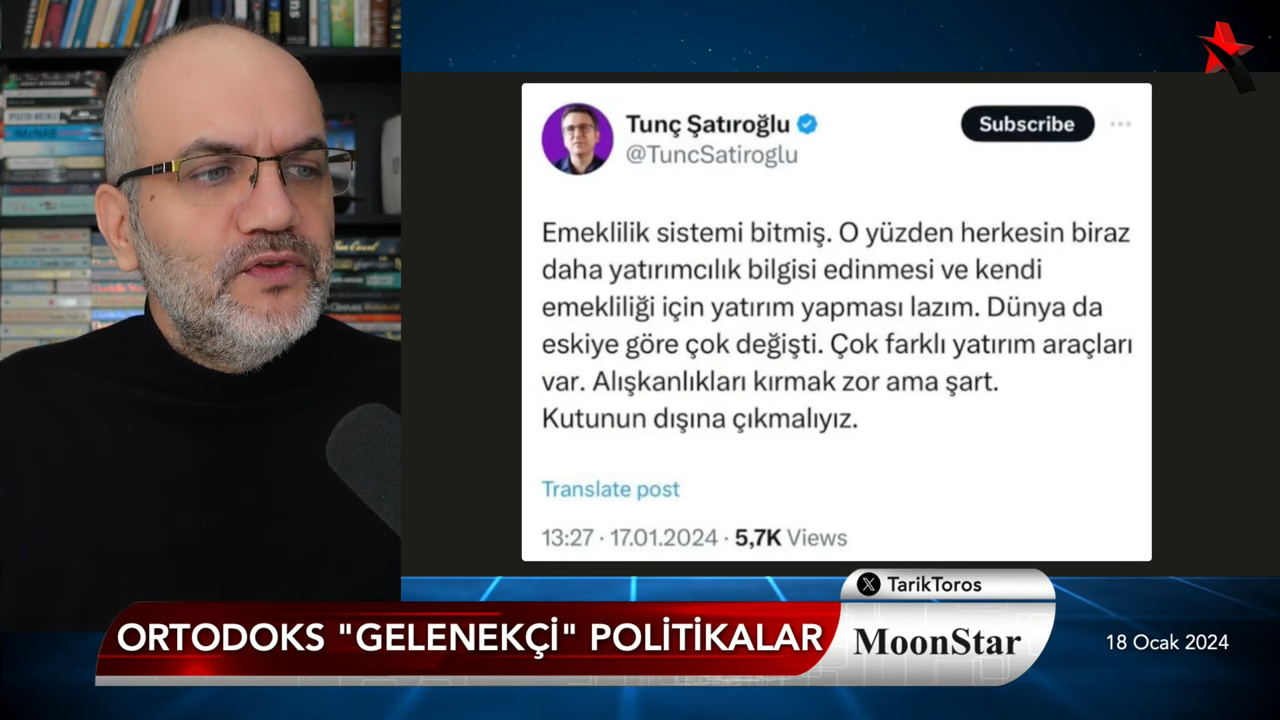 Tunç Şatıroğlu
@TuncSatiroglu
Subscribe
Emeklilik sistemi bitmiş. O yüzden herkesin biraz
daha yatırımcılık bilgisi edinmesi ve kendi
emekliliği için yatırım yapması lazım. Dünya da
eskiye göre çok değişti. Çok farklı yatırım araçları
var. Alışkanlıkları kırmak zor ama şart.
Kutunun dışına çıkmalıyız.
Translate post
13:27 · 17.01.2024 · 5,7K Views
TarikToros
ORTODOKS "GELENEKÇİ" POLİTİKALAR
MoonStar
18 Ocak 2024